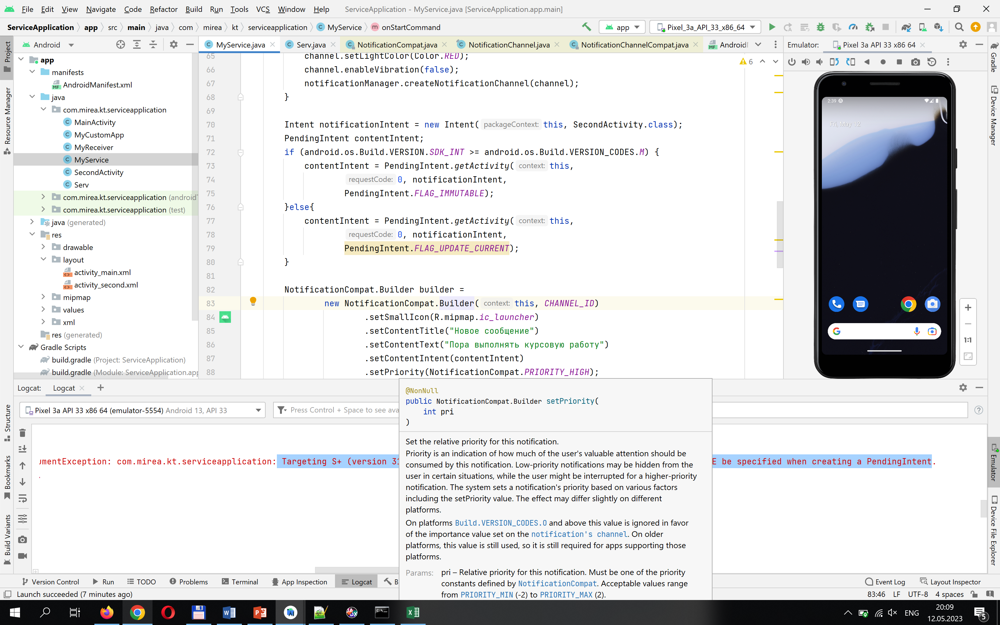 File Edit View Navigate Code Refactor Build Run Tools VCS Window Help ServiceApplication - MyService.java [ServiceApplication.app.main]
ServiceApplication app src main java com mirea kt serviceapplication MyService onStartCommand app Pixel_3a_API_33_x86_64
Android
MyService.java Serv.java NotificationCompat.java NotificationChannel.java NotificationChannelCompat.java Android
Emulator: Pixel 3a API 33 x86 64
Project
Resource Manager
Structure
Bookmarks
Build Variants
app
manifests
AndroidManifest.xml
java
com.mirea.kt.serviceapplication
MainActivity
MyCustomApp
MyReceiver
MyService
SecondActivity
Serv
com.mirea.kt.serviceapplication (android
com.mirea.kt.serviceapplication (test)
java (generated)
res
drawable
layout
activity_main.xml
activity_second.xml
mipmap
values
xml
res (generated)
Gradle Scripts
build.gradle (Project: ServiceApplication)
build.gradle (Module: ServiceApplication.app
6
65 channel.setLightColor(Color.RED);
66 channel.enableVibration(false);
67 notificationManager.createNotificationChannel(channel);
68 }
69
70 Intent notificationIntent = new Intent( packageContext: this, SecondActivity.class);
71 PendingIntent contentIntent;
72 if (android.os.Build.VERSION.SDK_INT >= android.os.Build.VERSION_CODES.M) {
73 contentIntent = PendingIntent.getActivity( context: this,
74 requestCode: 0, notificationIntent,
75 PendingIntent.FLAG_IMMUTABLE);
76 }else{
77 contentIntent = PendingIntent.getActivity( context: this,
78 requestCode: 0, notificationIntent,
79 PendingIntent.FLAG_UPDATE_CURRENT);
80 }
81
82 NotificationCompat.Builder builder =
83 new NotificationCompat.Builder( context: this, CHANNEL_ID)
84 .setSmallIcon(R.mipmap.ic_launcher)
85 .setContentTitle("Новое сообщение")
86 .setContentText("Пора выполнять курсовую работу")
87 .setContentIntent(contentIntent)
88 .setPriority(NotificationCompat.PRIORITY_HIGH);
2:39
Fri, May 12
1:1
Gradle
Device Manager
Emulator
Device File Explorer
Logcat: Logcat
Pixel 3a API 33 x86 64 (emulator-5554) Android 13, API 33
Press Control + Space to see ava
umentException: com.mirea.kt.serviceapplication: Targeting S+ (version 31
E be specified when creating a PendingIntent.
@NonNull
public NotificationCompat.Builder setPriority(
int pri
)
Set the relative priority for this notification.
Priority is an indication of how much of the user's valuable attention should be
consumed by this notification. Low-priority notifications may be hidden from the
user in certain situations, while the user might be interrupted for a higher-priority
notification. The system sets a notification's priority based on various factors
including the setPriority value. The effect may differ slightly on different
platforms.
On platforms Build.VERSION_CODES.O and above this value is ignored in favor
of the importance value set on the notification's channel. On older
platforms, this value is still used, so it is still required for apps supporting those
platforms.
Params: pri – Relative priority for this notification. Must be one of the priority
constants defined by NotificationCompat. Acceptable values range
from PRIORITY_MIN (-2) to PRIORITY_MAX (2).
Version Control Run TODO Problems Terminal App Inspection Logcat B
Event Log Layout Inspector
Launch succeeded (7 minutes ago)
83:46 LF UTF-8 4 spaces
ENG
20:09
12.05.2023
5